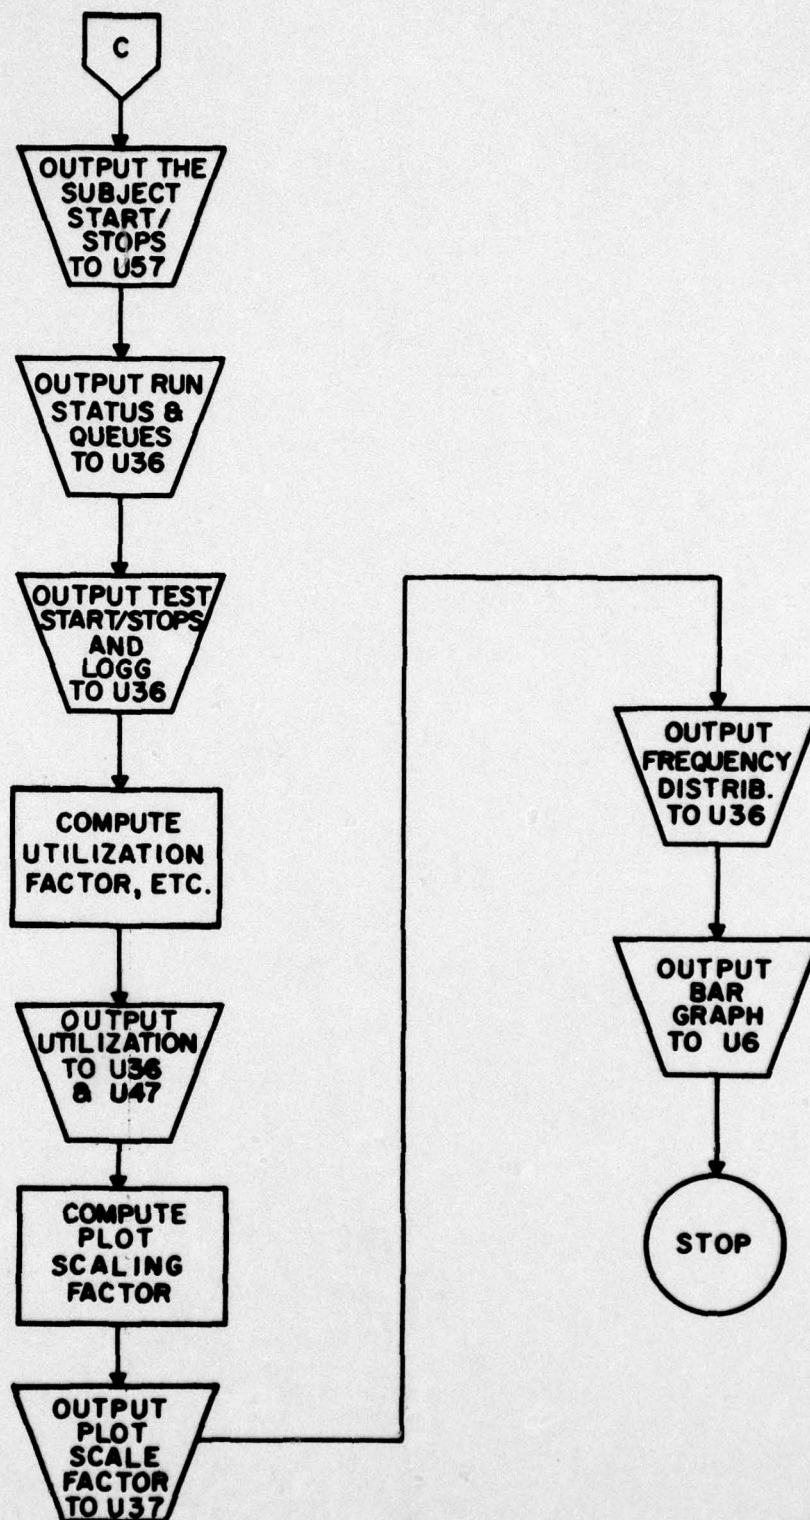 C
OUTPUT THE
SUBJECT
START/
STOPS
TO U57
OUTPUT RUN
STATUS &
QUEUES
TO U36
OUTPUT TEST
START/STOPS
AND
LOGG
TO U36
COMPUTE
UTILIZATION
FACTOR, ETC.
OUTPUT
UTILIZATION
TO U36
& U47
COMPUTE
PLOT
SCALING
FACTOR
OUTPUT
PLOT
SCALE
FACTOR
TO U37
OUTPUT
FREQUENCY
DISTRIB.
TO U36
OUTPUT
BAR
GRAPH
TO U6
STOP